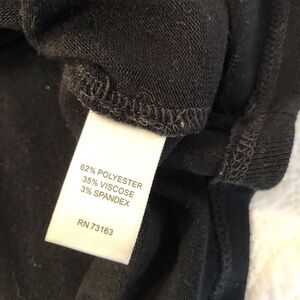 62% POLYESTER
35% VISCOSE
3% SPANDEX
RN 73163